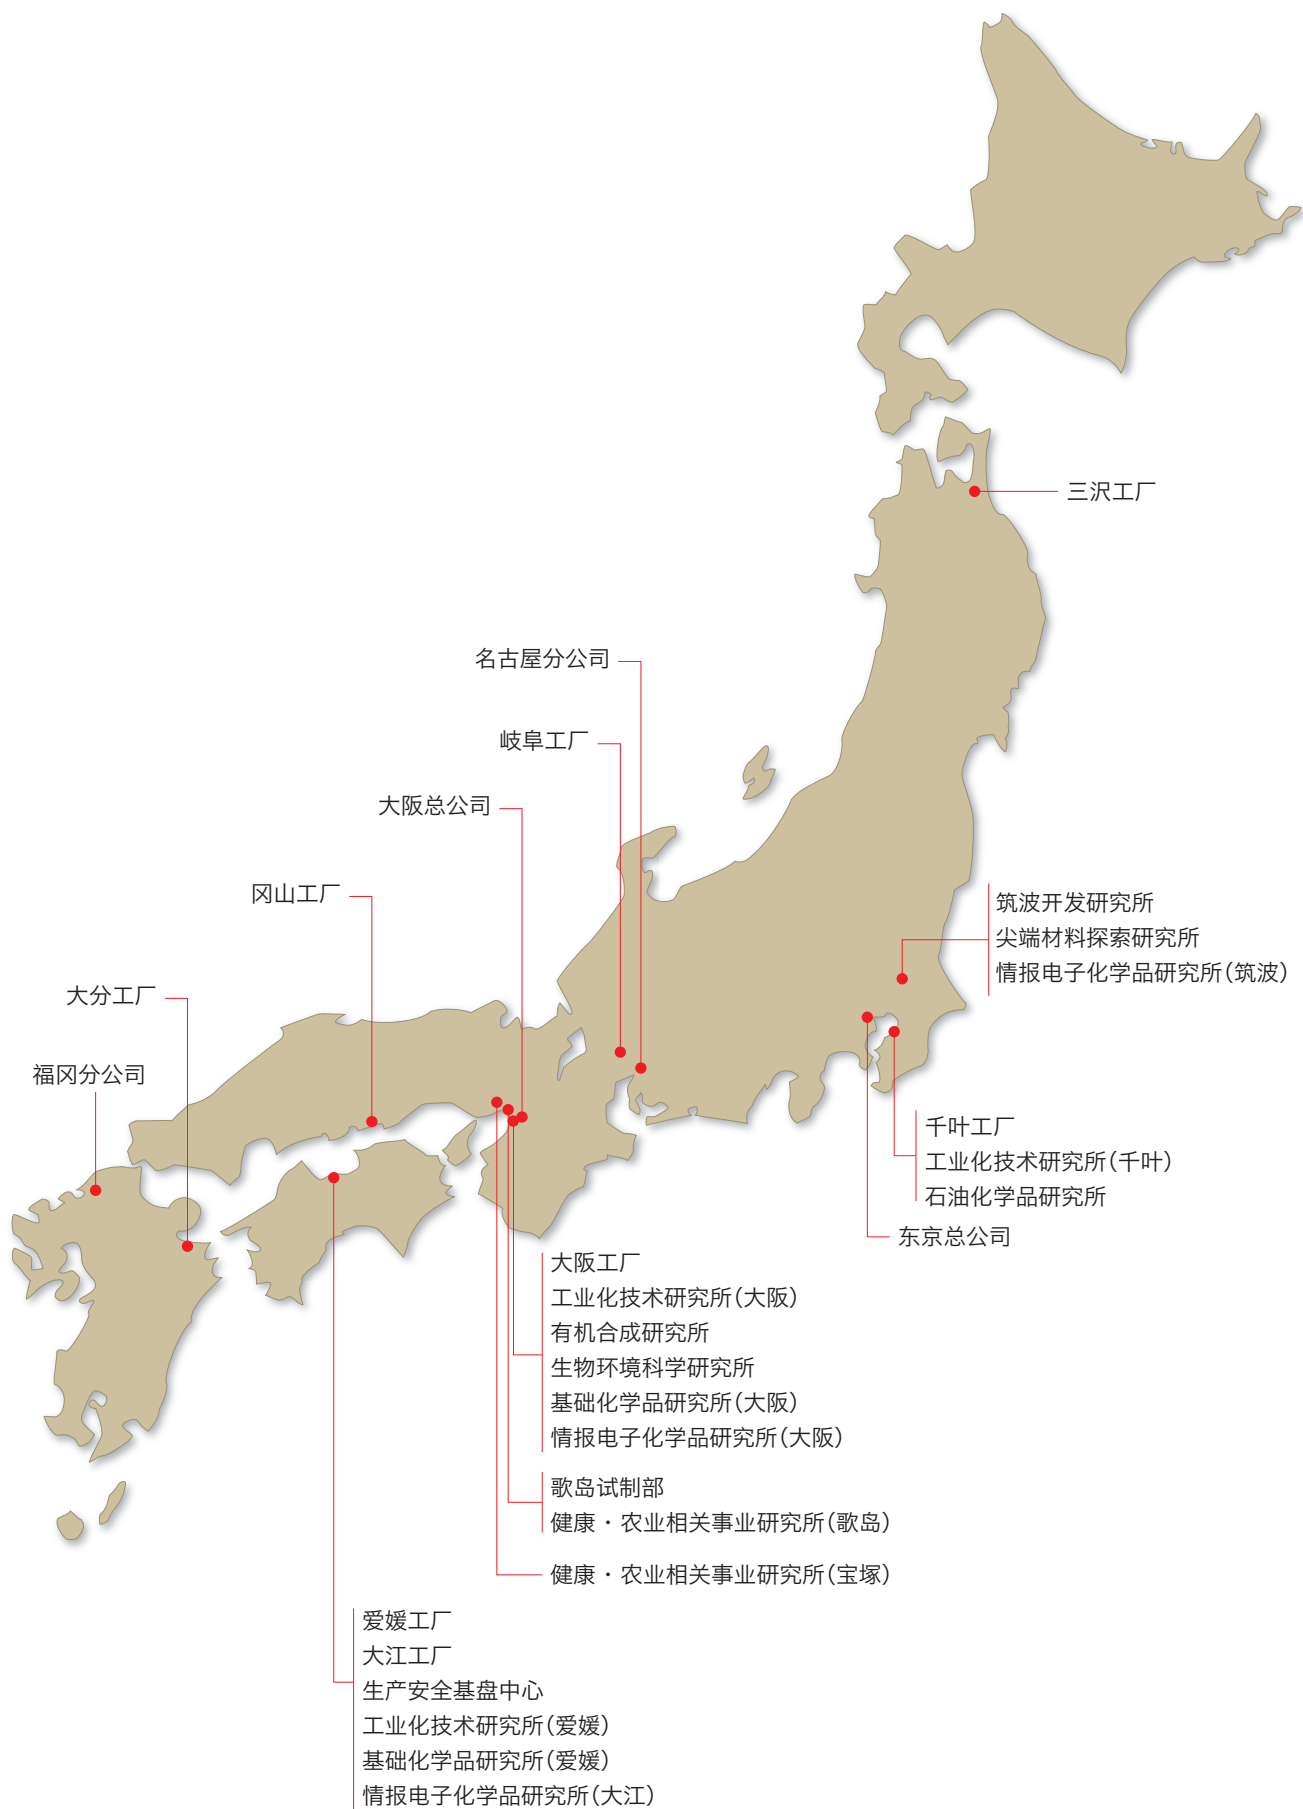 三沢工厂
名古屋分公司
岐阜工厂
大阪总公司
冈山工厂
筑波开发研究所
尖端材料探索研究所
情报电子化学品研究所(筑波)
大分工厂
福冈分公司
千叶工厂
工业化技术研究所(千叶)
石油化学品研究所
东京总公司
大阪工厂
工业化技术研究所(大阪)
有机合成研究所
生物环境科学研究所
基础化学品研究所(大阪)
情报电子化学品研究所(大阪)
歌岛试制部
健康·农业相关事业研究所(歌岛)
健康·农业相关事业研究所(宝塚)
爱媛工厂
大江工厂
生产安全基盘中心
工业化技术研究所(爱媛)
基础化学品研究所(爱媛)
情报电子化学品研究所(大江)